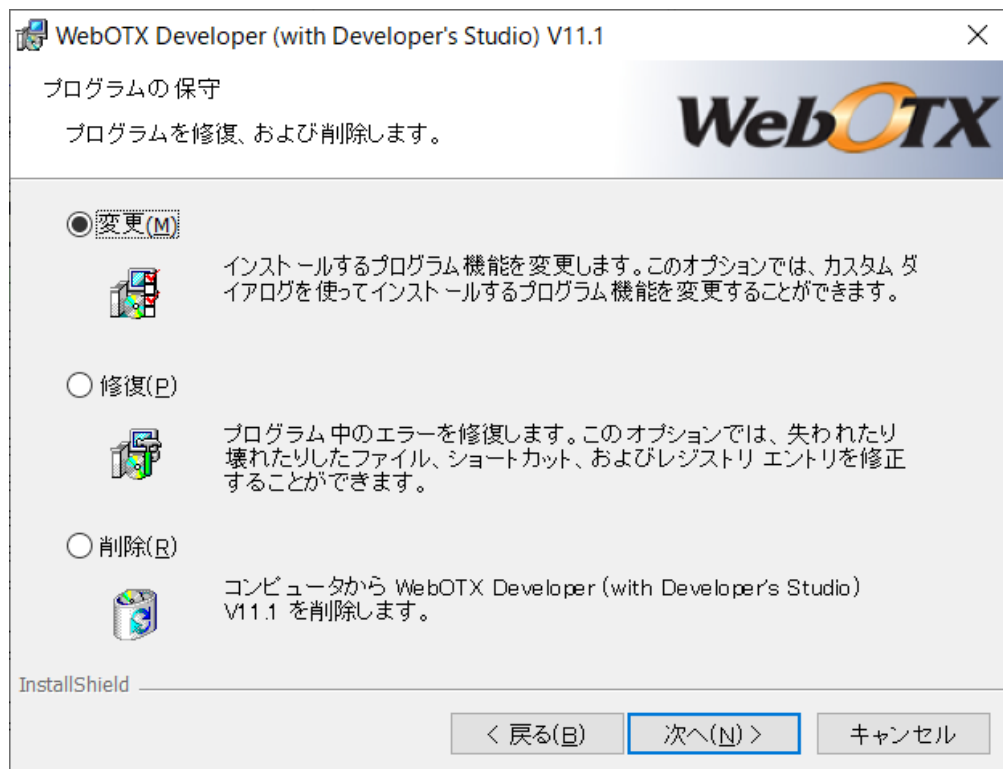 WebOTX Developer (with Developer's Studio) V11.1
プログラムの保守
プログラムを修復、および削除します。
WebOTX
変更(M)
インストールするプログラム機能を変更します。このオプションでは、カスタム ダ
イアログを使ってインストールするプログラム機能を変更することができます。
修復(P)
プログラム中のエラーを修復します。このオプションでは、失われたり
壊れたりしたファイル、ショートカット、およびレジストリ エントリを修正
することができます。
削除(R)
コンピュータから WebOTX Developer (with Developer's Studio)
V11.1 を削除します。
InstallShield
< 戻る(B)
次へ(N) >
キャンセル